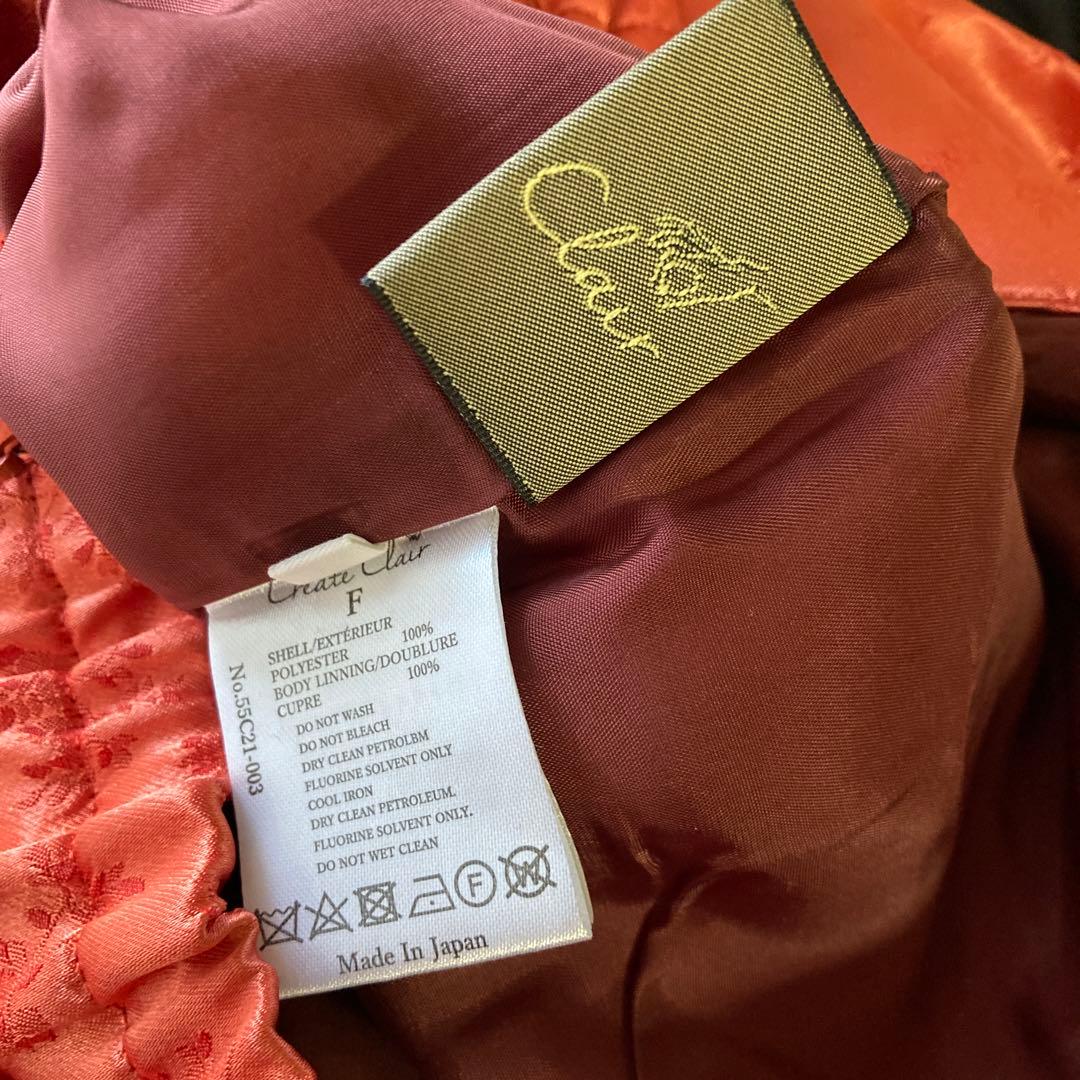 Clair
Create Clair
F
SHELL/EXTÉRIEUR
POLYESTER 100%
BODY LINNING/DOUBLURE
CUPRE 100%
DO NOT WASH
DO NOT BLEACH
DRY CLEAN PETROLBM
FLUORINE SOLVENT ONLY
COOL IRON
DRY CLEAN PETROLEUM.
FLUORINE SOLVENT ONLY.
DO NOT WET CLEAN
No.55C21-003
F W
Made In Japan